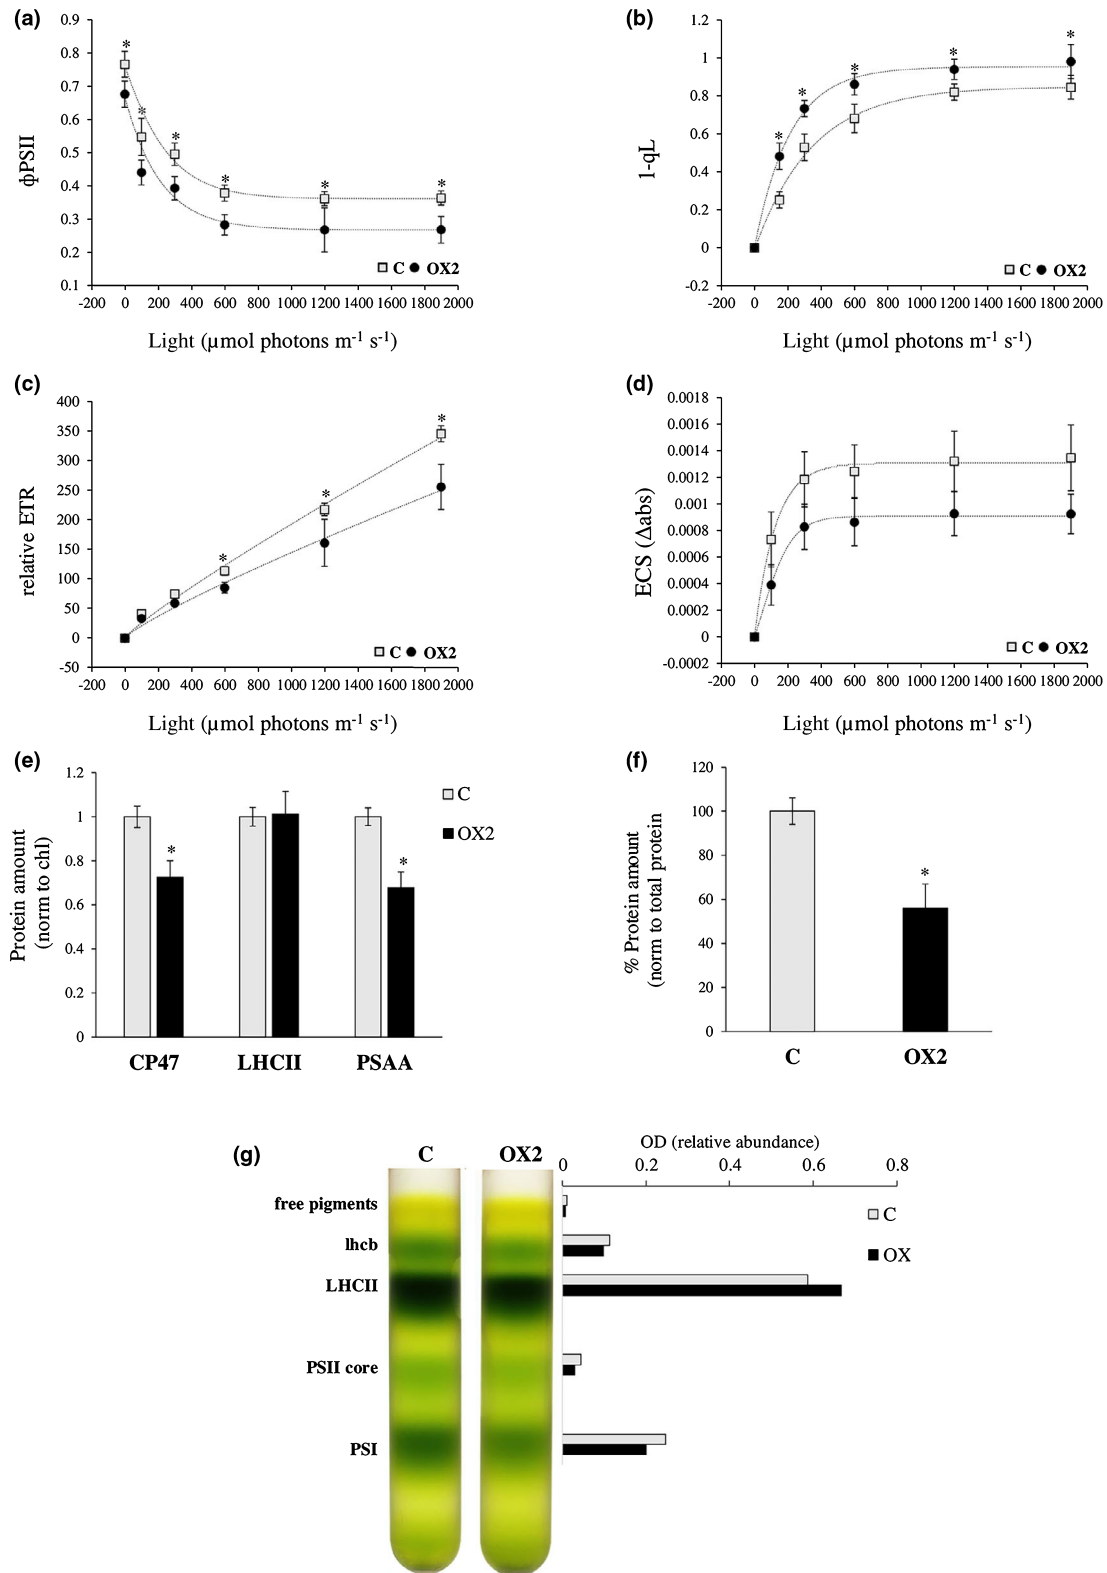 (a)
0.9
0.8
0.7
0.6
0.5
0.4
0.3
0.2
0.1
ϕPSII
* * * * * *
C OX2
-200 0 200 400 600 800 1000 1200 1400 1600 1800 2000
Light (µmol photons m-1 s-1)
(b)
1.2
1
0.8
0.6
0.4
0.2
0
-0.2
1-qL
* * * * *
C OX2
-200 0 200 400 600 800 1000 1200 1400 1600 1800 2000
Light (µmol photons m-1 s-1)
(c)
400
350
300
250
200
150
100
50
0
-50
relative ETR
* * *
C OX2
-200 0 200 400 600 800 1000 1200 1400 1600 1800 2000
Light (µmol photons m-1 s-1)
(d)
0.0018
0.0016
0.0014
0.0012
0.001
0.0008
0.0006
0.0004
0.0002
0
-0.0002
ECS (Δabs)
C OX2
-200 0 200 400 600 800 1000 1200 1400 1600 1800 2000
Light (µmol photons m-1 s-1)
(e)
1.2
1
0.8
0.6
0.4
0.2
0
Protein amount
(norm to chl)
* *
C
OX2
CP47 LHCII PSAA
(f)
120
100
80
60
40
20
0
% Protein amount
(norm to total protein
*
C OX2
(g)
C OX2
OD (relative abundance)
0 0.2 0.4 0.6 0.8
free pigments
lhcb
LHCII
PSII core
PSI
C
OX